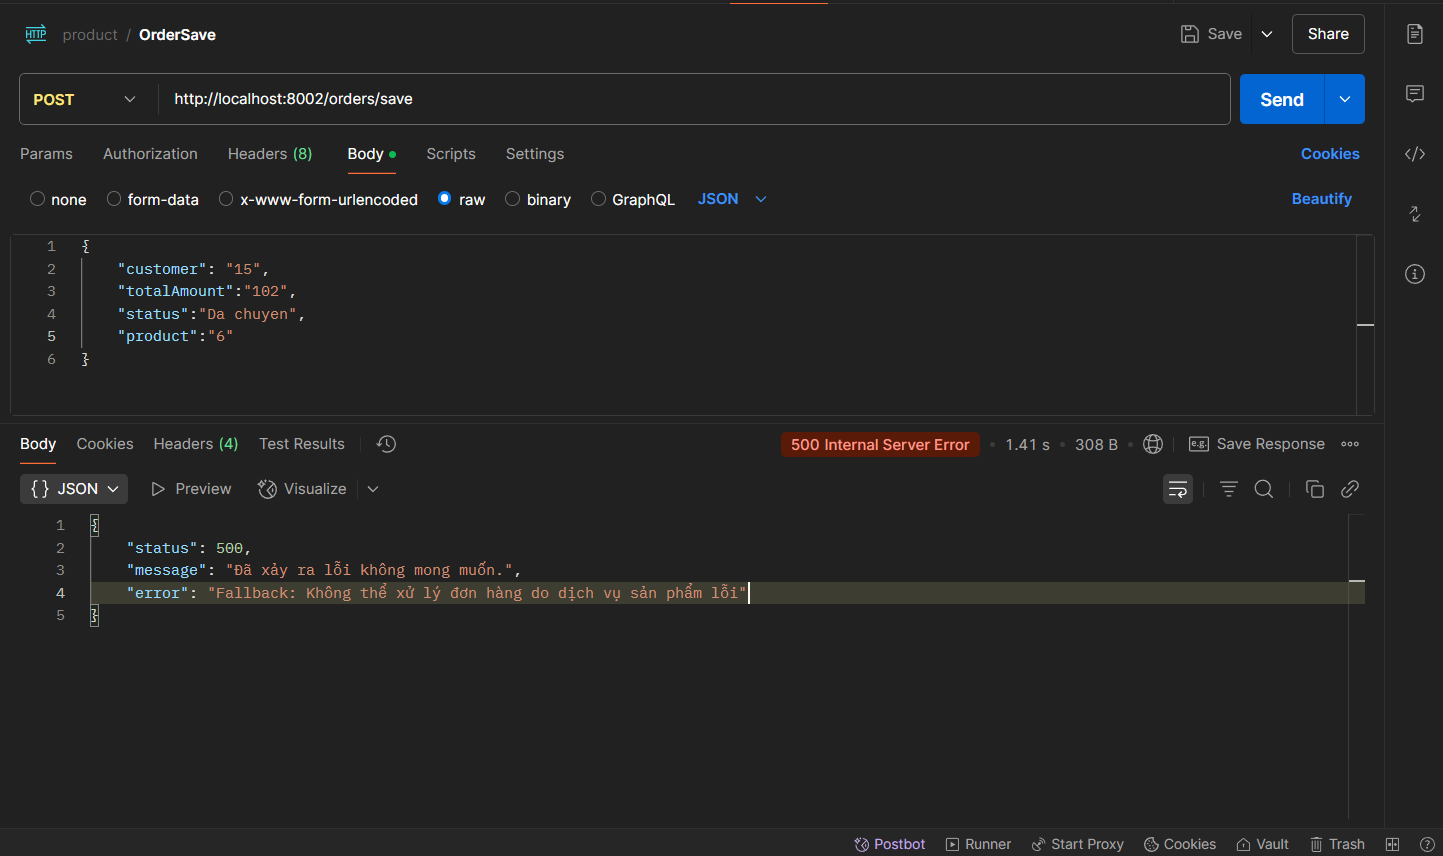 HTTP product / OrderSave Save Share
POST http://localhost:8002/orders/save Send
Params Authorization Headers (8) Body Scripts Settings Cookies
none form-data x-www-form-urlencoded raw binary GraphQL JSON Beautify
1 {
2 "customer": "15",
3 "totalAmount":"102",
4 "status":"Da chuyen",
5 "product":"6"
6 }
Body Cookies Headers (4) Test Results 500 Internal Server Error 1.41 s 308 B e.g. Save Response
{} JSON Preview Visualize
1 {
2 "status": 500,
3 "message": "Đã xảy ra lỗi không mong muốn.",
4 "error": "Fallback: Không thể xử lý đơn hàng do dịch vụ sản phẩm lỗi"
5 }
Postbot Runner Start Proxy Cookies Vault Trash